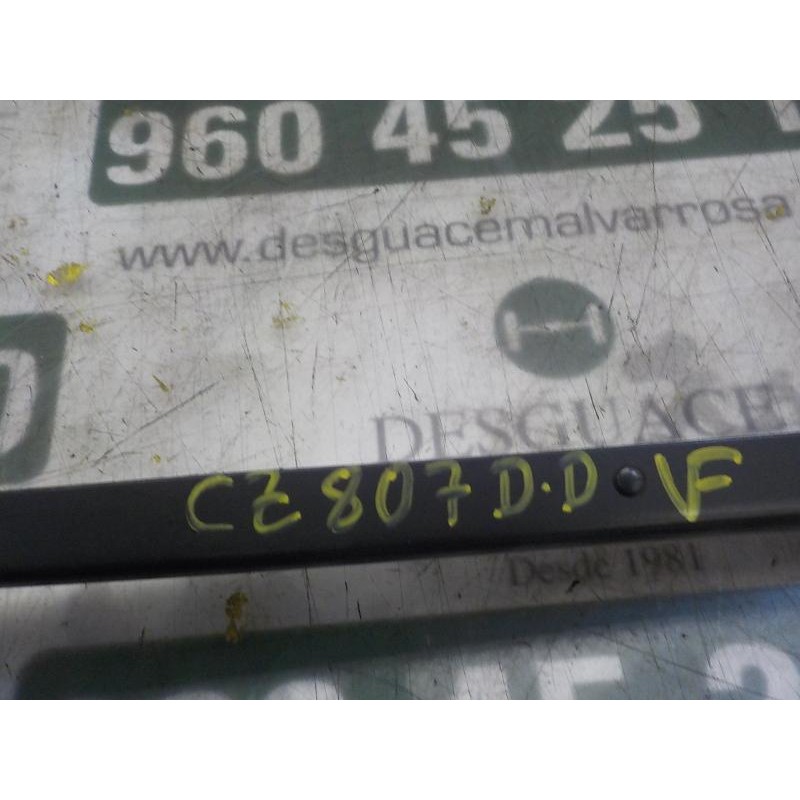 960 45 25
www.desguacemalvarrosa
DESGUACE
CZ807D.D VF
Desde 1981